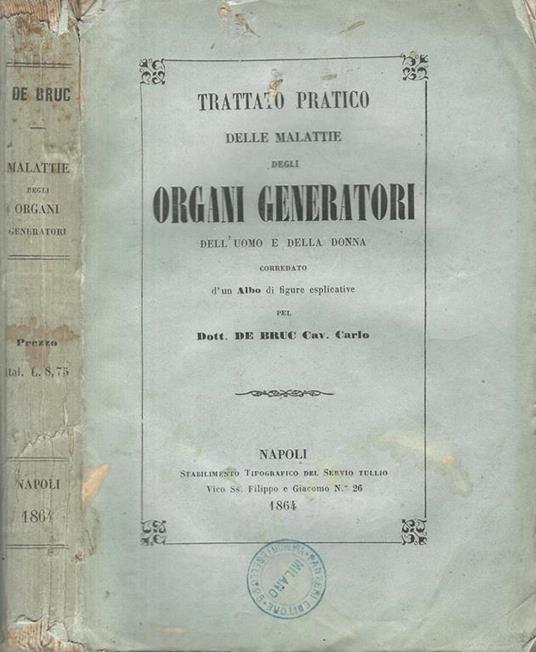 DE BRUC
MALATTIE
DEGLI
ORGANI
GENERATORI
Prezzo
ital. L. 8,75
NAPOLI
1864
TRATTATO PRATICO
DELLE MALATTIE
DEGLI
ORGANI GENERATORI
DELL'UOMO E DELLA DONNA
CORREDATO
d'un Albo di figure esplicative
PEL
Dott. DE BRUC Cav. Carlo
NAPOLI
STABILIMENTO TIPOGRAFICO DEL SERVIO TULLIO
Vico Ss. Filippo e Giacomo N.° 26
1864
EDITORE
MILANO